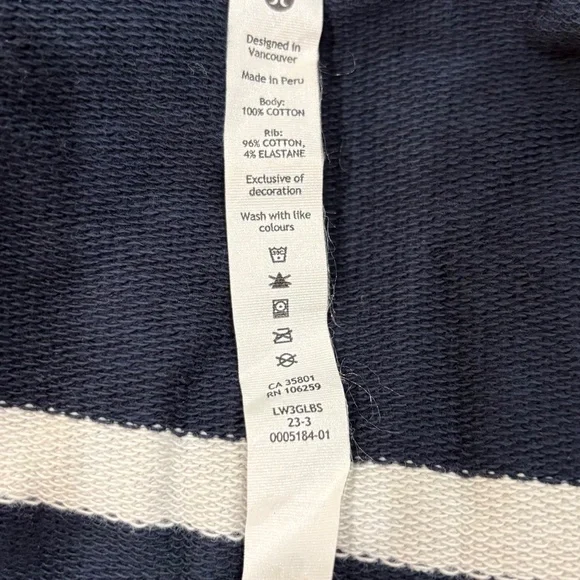 Designed in
Vancouver
Made in Peru
Body:
100% COTTON
Rib:
96% COTTON,
4% ELASTANE
Exclusive of
decoration
Wash with like
colours
CA 35801
RN 106259
LW3GLBS
23-3
0005184-01